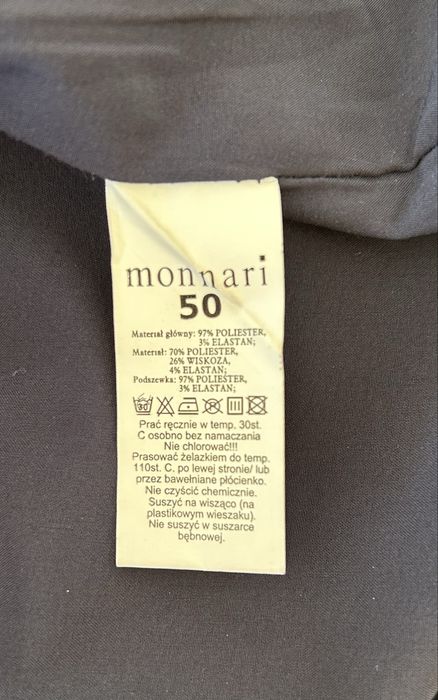 monnari
50
Materiał główny: 97% POLIESTER,
3% ELASTAN;
Materiał: 70% POLIESTER,
26% WISKOZA,
4% ELASTAN;
Podszewka: 97% POLIESTER,
3% ELASTAN;
30
Prać ręcznie w temp. 30st.
C osobno bez namaczania
Nie chlorować!!!
Prasować żelazkiem do temp.
110st. C. po lewej stronie/ lub
przez bawełniane płócienko.
Nie czyścić chemicznie.
Suszyć na wisząco (na
plastikowym wieszaku).
Nie suszyć w suszarce
bębnowej.